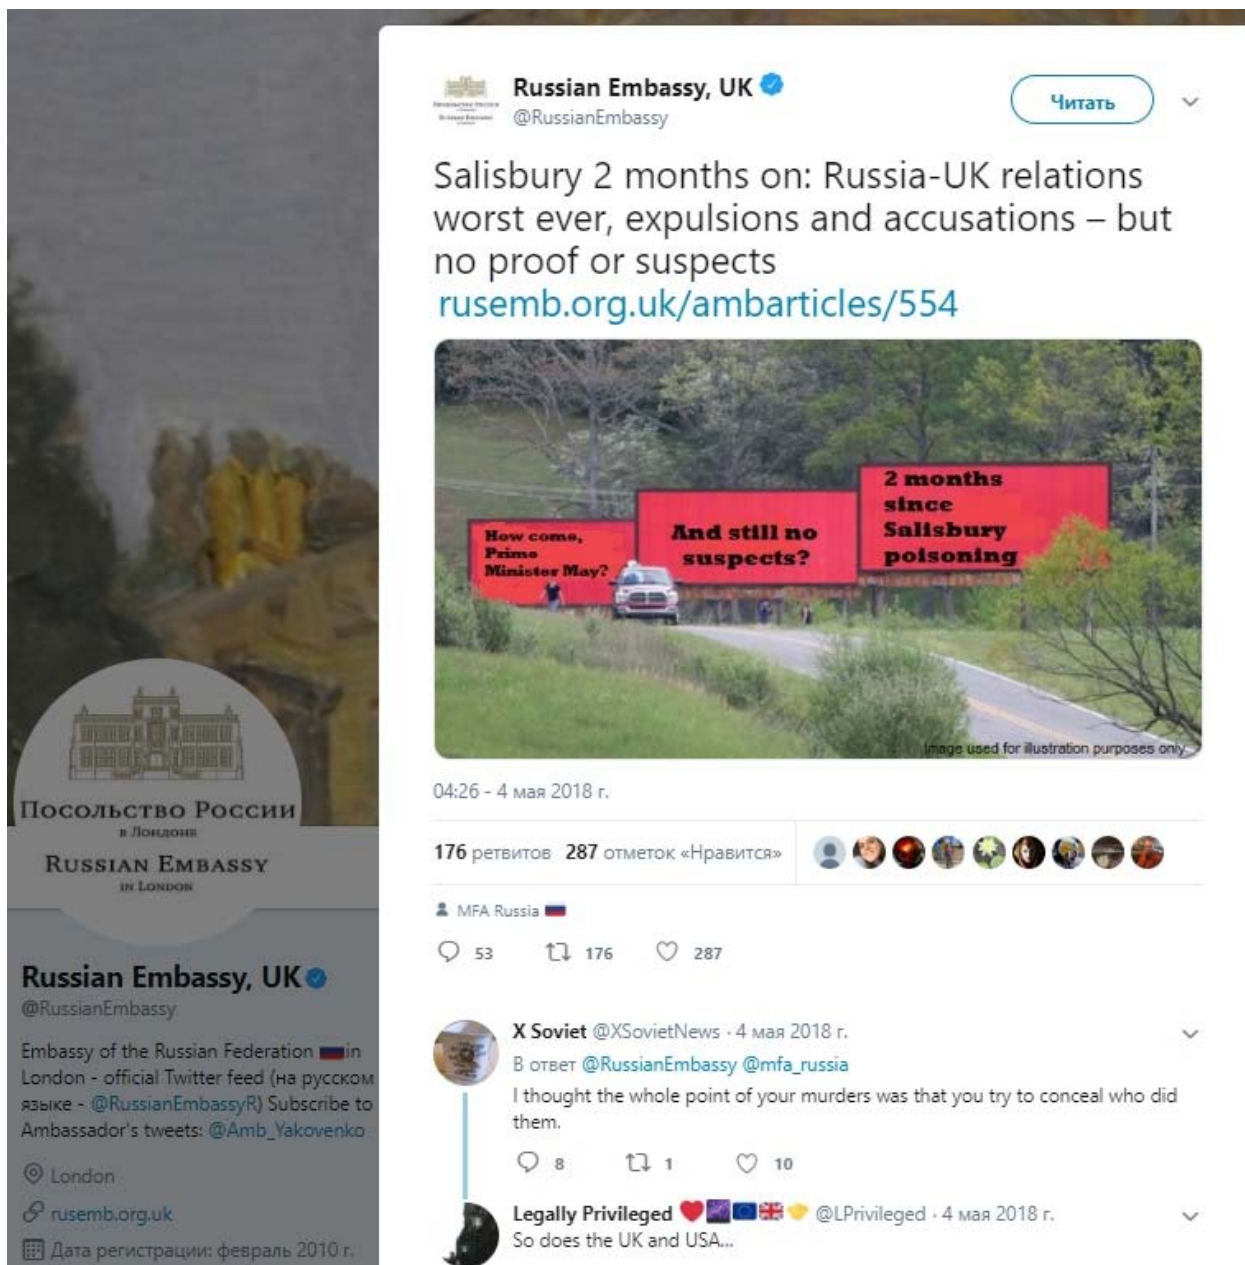 Russian Embassy, UK
@RussianEmbassy
Читать
Salisbury 2 months on: Russia-UK relations
worst ever, expulsions and accusations – but
no proof or suspects
rusemb.org.uk/ambarticles/554
How come,
Prime
Minister May?
And still no
suspects?
2 months
since
Salisbury
poisoning
Image used for illustration purposes only
04:26 - 4 мая 2018 г.
176 ретвитов 287 отметок «Нравится»
MFA Russia
53 176 287
X Soviet @XSovietNews · 4 мая 2018 г.
В ответ @RussianEmbassy @mfa_russia
I thought the whole point of your murders was that you try to conceal who did
them.
8 1 10
Legally Privileged @LPrivileged · 4 мая 2018 г.
So does the UK and USA...
Посольство России
в Лондоне
Russian Embassy
in London
Russian Embassy, UK
@RussianEmbassy
Embassy of the Russian Federation in
London - official Twitter feed (на русском
языке - @RussianEmbassyR) Subscribe to
Ambassador's tweets: @Amb_Yakovenko
London
rusemb.org.uk
Дата регистрации: февраль 2010 г.